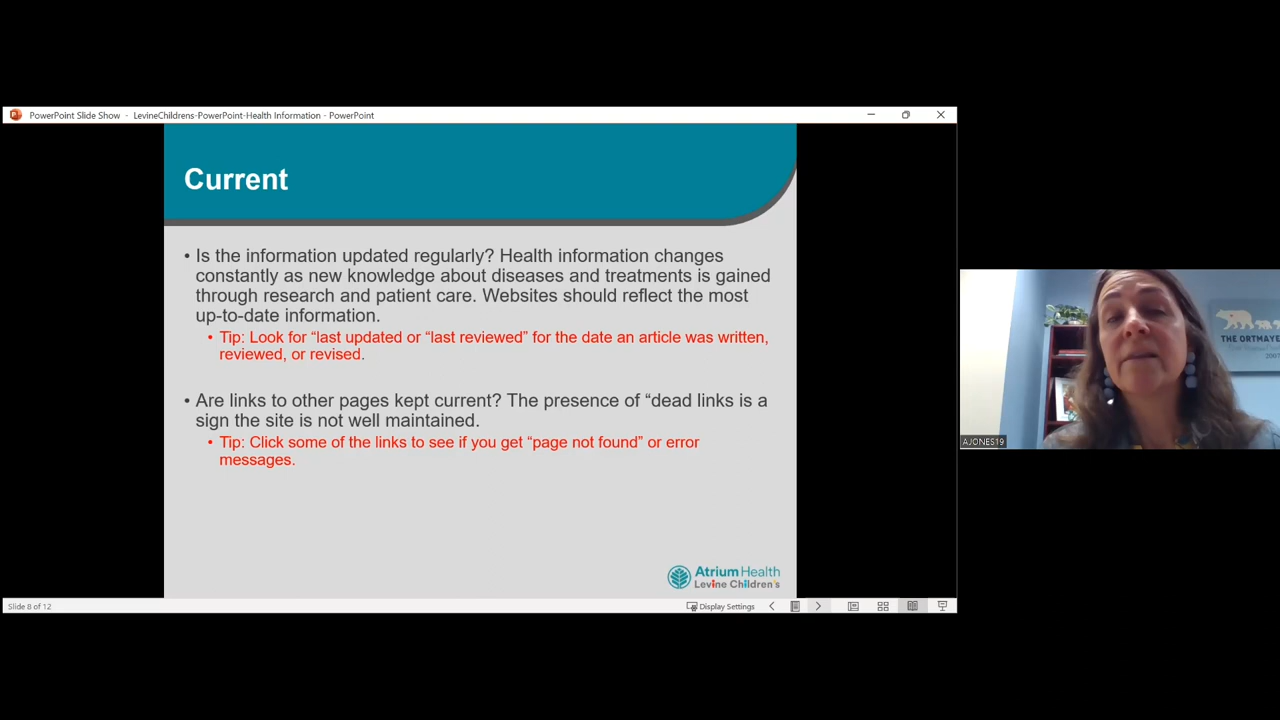 PowerPoint Slide Show - LevineChildrens-PowerPoint-Health Information - PowerPoint
Current
• Is the information updated regularly? Health information changes
constantly as new knowledge about diseases and treatments is gained
through research and patient care. Websites should reflect the most
up-to-date information.
• Tip: Look for “last updated or “last reviewed” for the date an article was written,
reviewed, or revised.
• Are links to other pages kept current? The presence of “dead links is a
sign the site is not well maintained.
• Tip: Click some of the links to see if you get “page not found” or error
messages.
Atrium Health
Levine Children's
Slide 8 of 12
Display Settings
THE ORTMAYE
2007
AJONES19